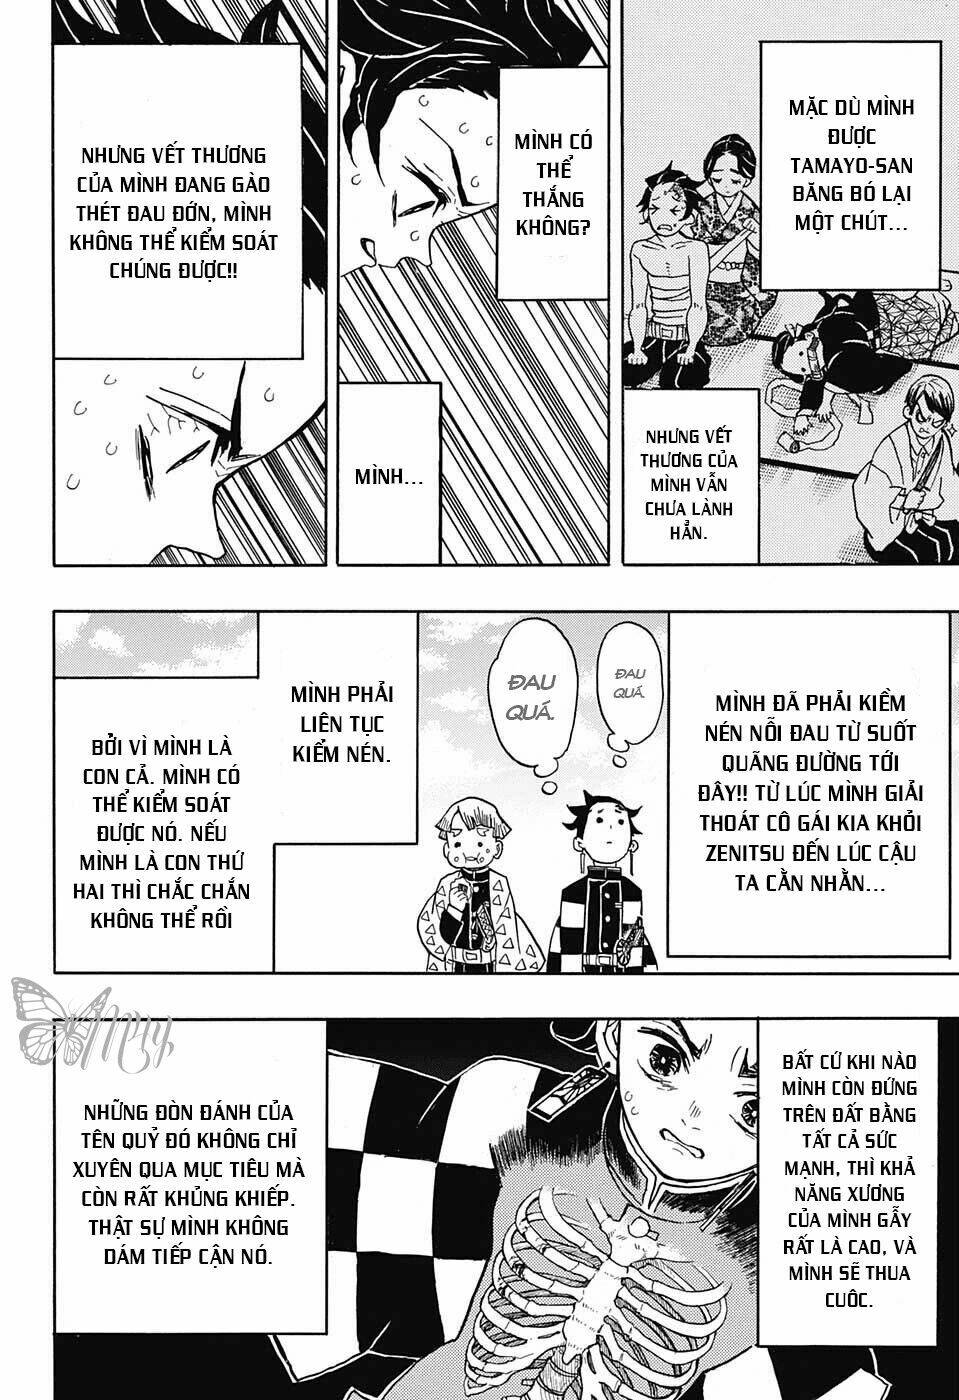 MẶC DÙ MÌNH
ĐƯỢC
TAMAYO-SAN
BĂNG BÓ LẠI
MỘT CHÚT...
NHƯNG VẾT
THƯƠNG CỦA
MÌNH VẪN
CHƯA LÀNH
HẲN.
MÌNH CÓ
THỂ
THẮNG
KHÔNG?
MÌNH...
NHƯNG VẾT THƯƠNG
CỦA MÌNH ĐANG GÀO
THÉT ĐAU ĐỚN, MÌNH
KHÔNG THỂ KIỂM SOÁT
CHÚNG ĐƯỢC!!
MÌNH ĐÃ PHẢI KIỀM
NÉN NỖI ĐAU TỪ SUỐT
QUÃNG ĐƯỜNG TỚI
ĐÂY!! TỪ LÚC MÌNH GIẢI
THOÁT CÔ GÁI KIA KHỎI
ZENITSU ĐẾN LÚC CẬU
TA CẰN NHẰN...
ĐAU
QUÁ.
ĐAU
QUÁ.
MÌNH PHẢI
LIÊN TỤC
KIỂM NÉN.
BỞI VÌ MÌNH LÀ
CON CẢ. MÌNH CÓ
THỂ KIỂM SOÁT
ĐƯỢC NÓ. NẾU
MÌNH LÀ CON THỨ
HAI THÌ CHẮC CHẮN
KHÔNG THỂ RỒI
BẤT CỨ KHI NÀO
MÌNH CÒN ĐỨNG
TRÊN ĐẤT BẰNG
TẤT CẢ SỨC
MẠNH, THÌ KHẢ
NĂNG XƯƠNG
CỦA MÌNH GẪY
RẤT LÀ CAO, VÀ
MÌNH SẼ THUA
CUỘC.
NHỮNG ĐÒN ĐÁNH CỦA
TÊN QUỶ ĐÓ KHÔNG CHỈ
XUYÊN QUA MỤC TIÊU MÀ
CÒN RẤT KHỦNG KHIẾP.
THẬT SỰ MÌNH KHÔNG
DÁM TIẾP CẬN NÓ.